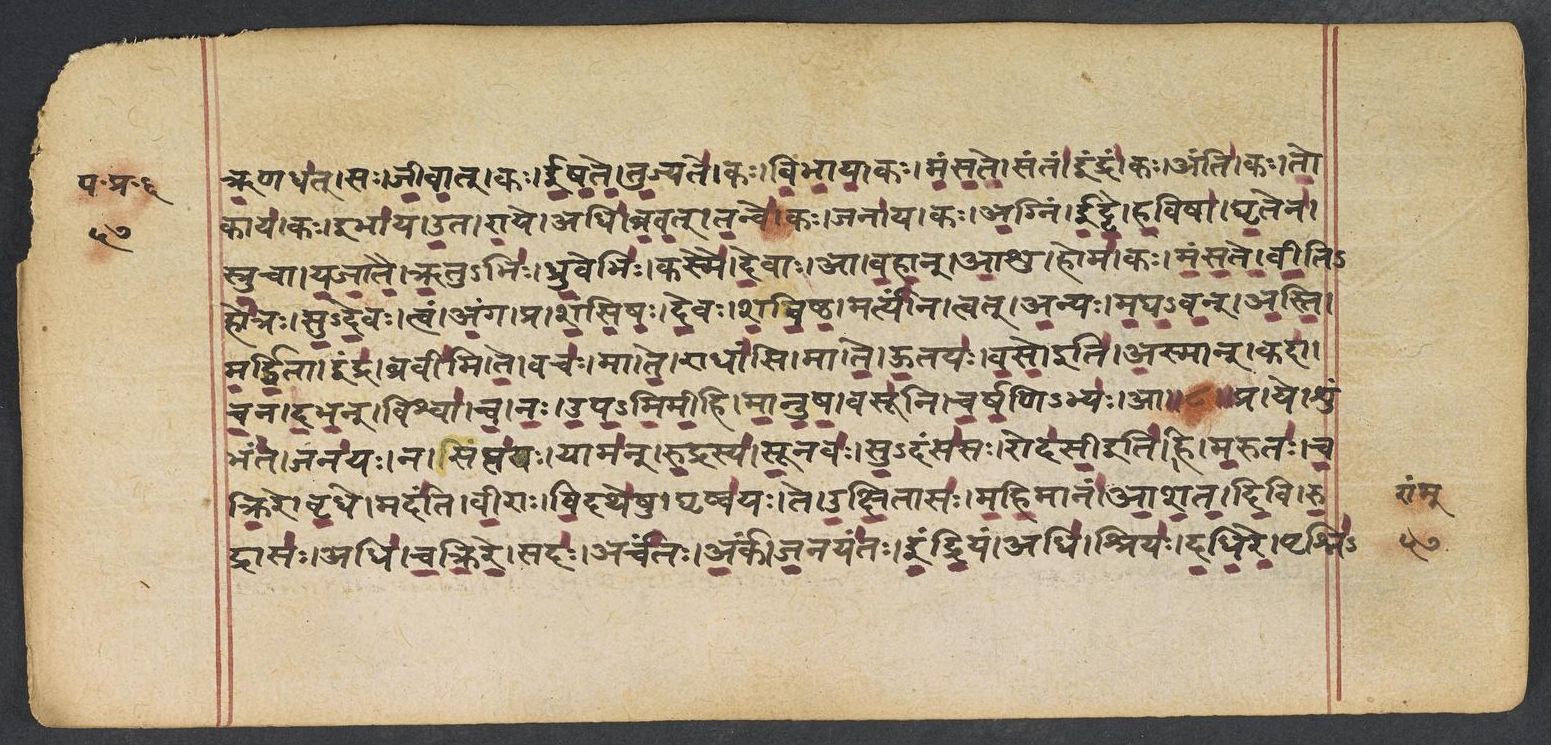 पः प्रः ६
५७
ऋणधत्।सः।जीवात्।कः।ईषते।तुज्यते।कः।बिभाय।कः।मंसते।संतं।इंद्रं।कः।अंति।कः।तो
काय।कः।इभाय।उत।राये।अधि।ब्रवत्।तन्वे।कः।जनाय।कः।अग्निं।ईट्टे।हविषा।घृतेन।
स्रुचा।यजातै।ऋतुऽभिः।ध्रुवेभिः।कस्मै।देवाः।आ।वहान्।आशु।होम।कः।मंसते।वीतिऽ
होत्रः।सुऽदेवः।त्वं।अंग।प्र।शंसिषः।देवः।शविष्ठ।मर्त्यं।न।त्वत्।अन्यः।मघऽवन्।अस्ति।
मर्डिता।इंद्र।ब्रवीमि।ते।वचः।मा।ते।राधांसि।मा।ते।ऊतयः।वसोइति।अस्मान्।कदा।
चन।दभन्।विश्वा।च।नः।उपऽमिमीहि।मानुष।वसूनि।चर्षणिऽभ्यः।आ॥८॥प्र।ये।शुं
भंते।जनयः।न।सप्तयः।यामन्।रुद्रस्य।सूनवः।सुऽदंससः।रोदसीइति।हि।मरुतः।च
क्रिरे।वृधे।मदंति।वीराः।विदथेषु।घृष्वयः।ते।उक्षितासः।महिमानं।आशत।दिवि।रु
द्रासः।अधि।चक्रिरे।सदः।अर्चंतः।अर्कं।जनयंतः।इंद्रियं।अधि।श्रियः।दधिरे।पृश्निऽ
रांम्
५७